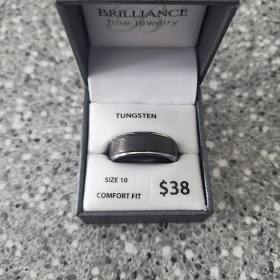 BRILLIANCE
fine jewelry
TUNGSTEN
SIZE 10
COMFORT FIT
$38